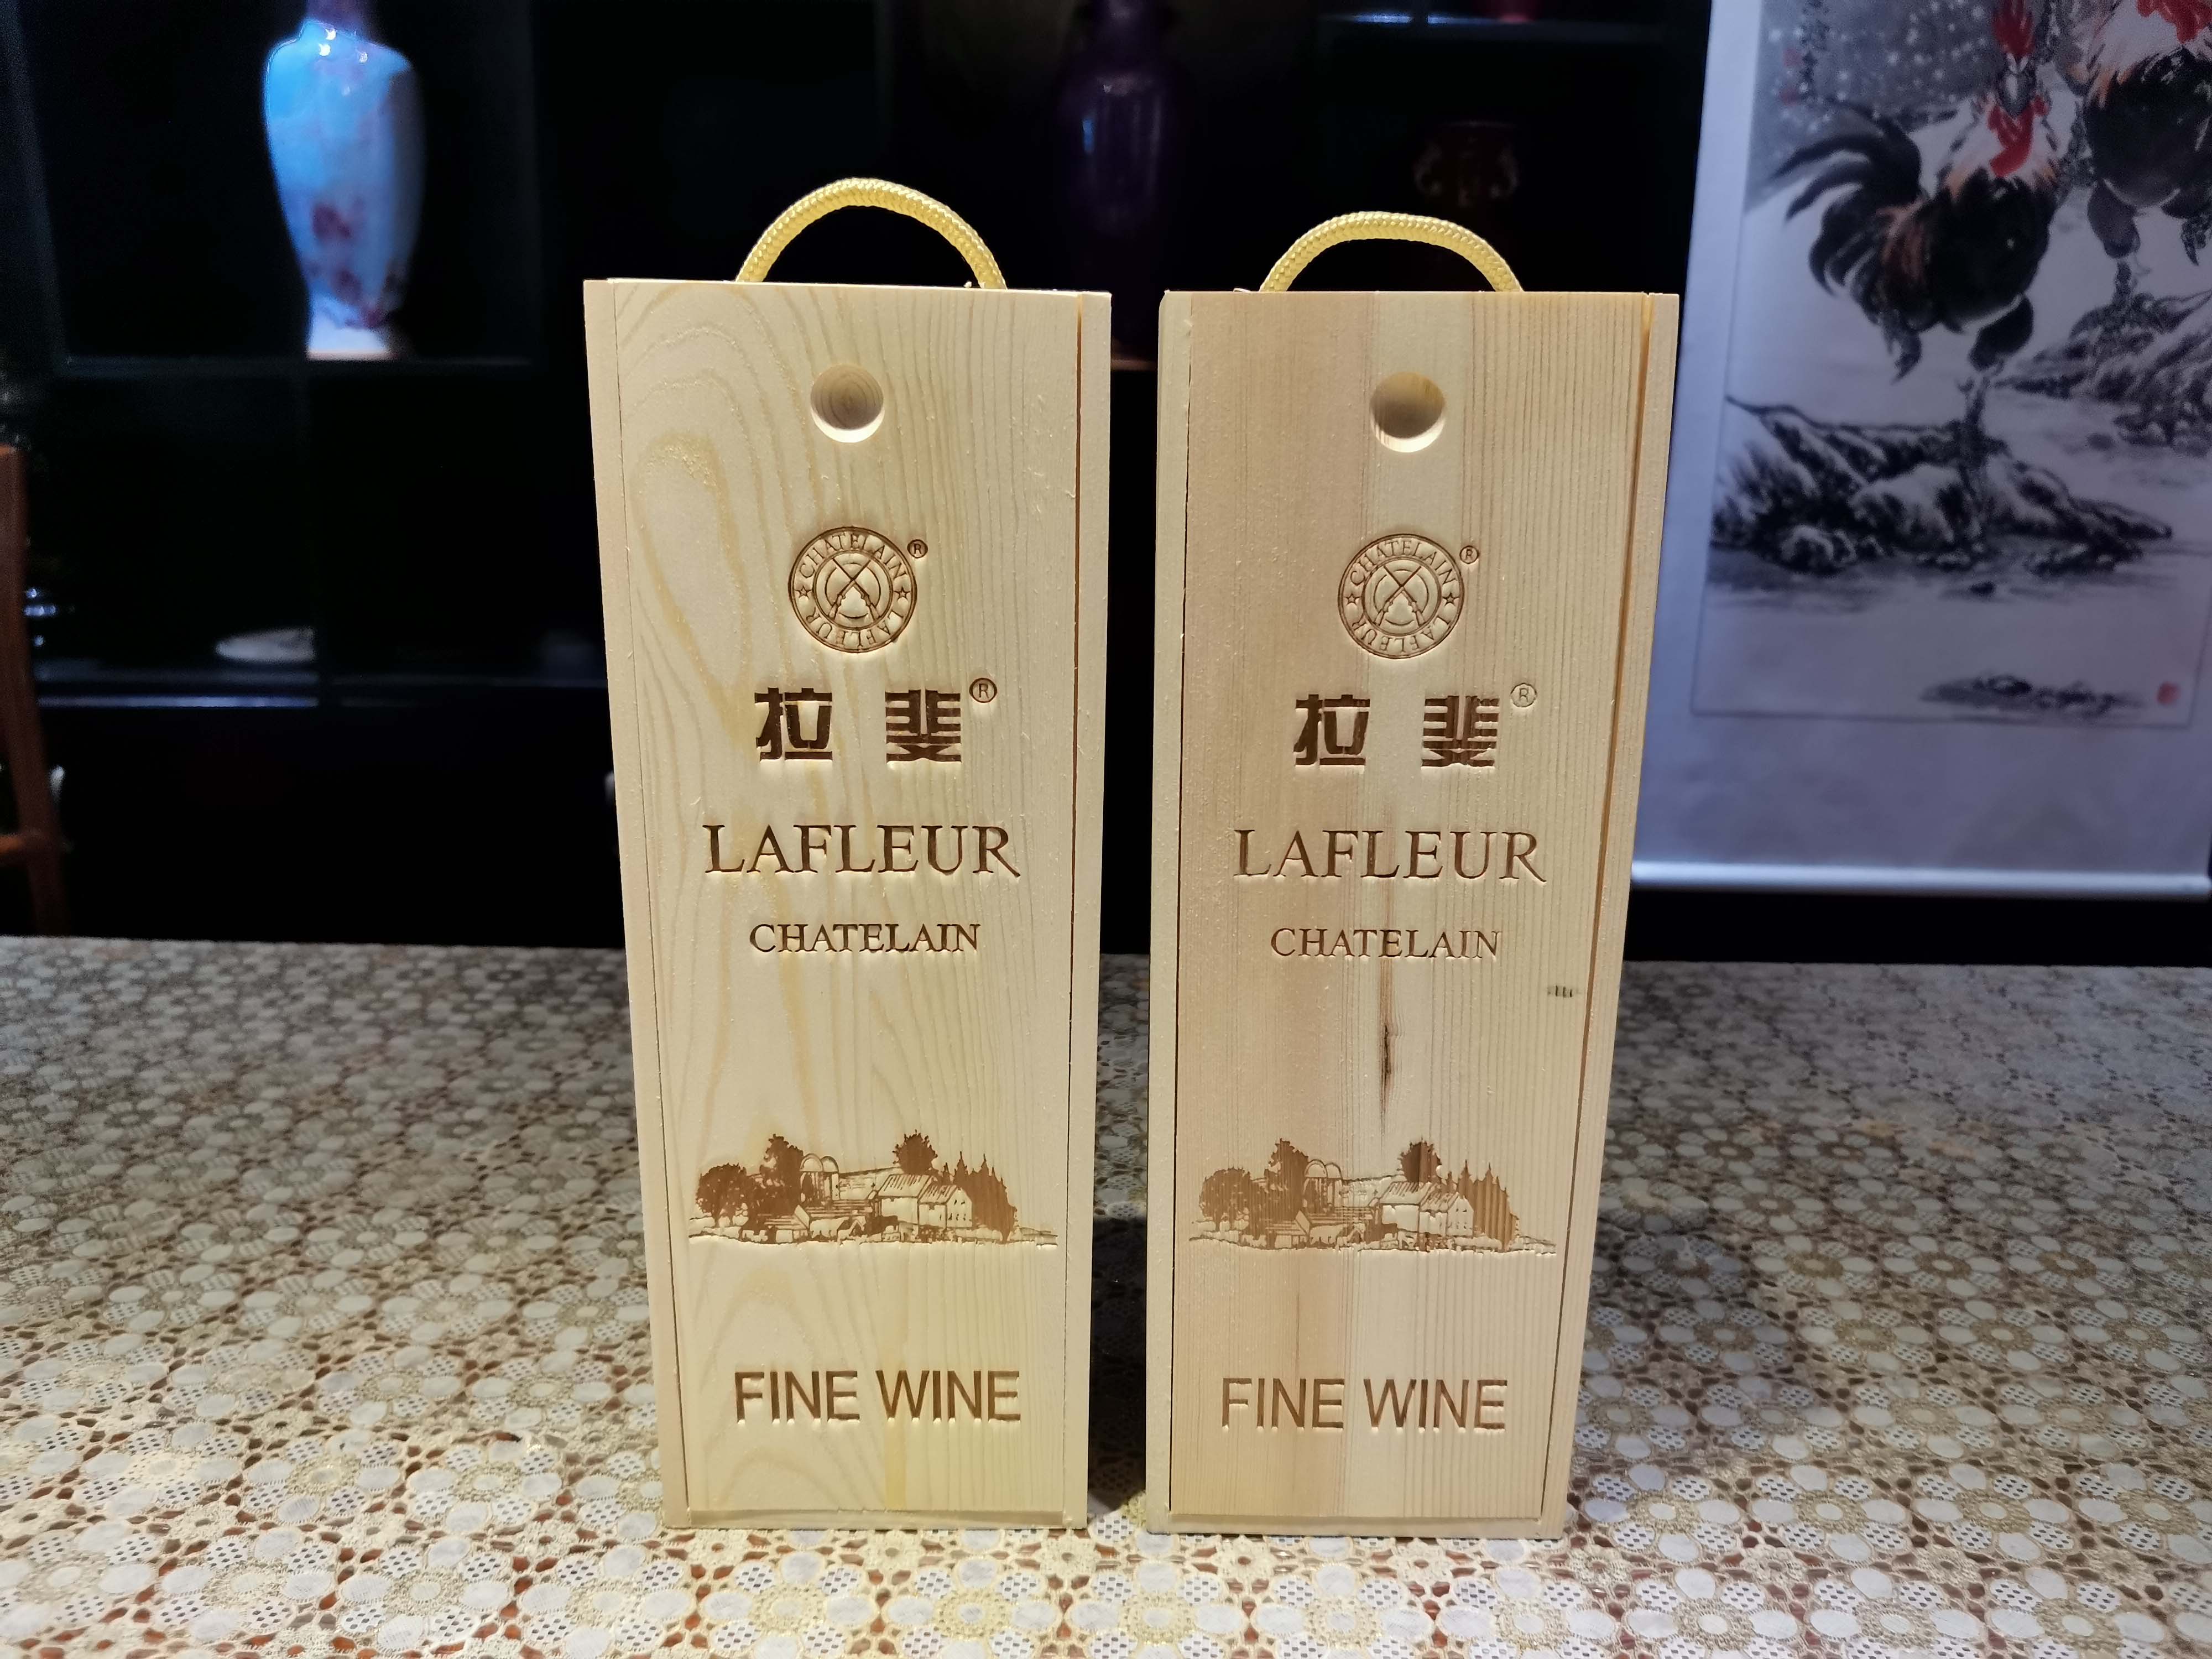 CHATELAIN LAFLEUR ®
拉斐®
LAFLEUR
CHATELAIN
FINE WINE
CHATELAIN LAFLEUR ®
拉斐®
LAFLEUR
CHATELAIN
FINE WINE